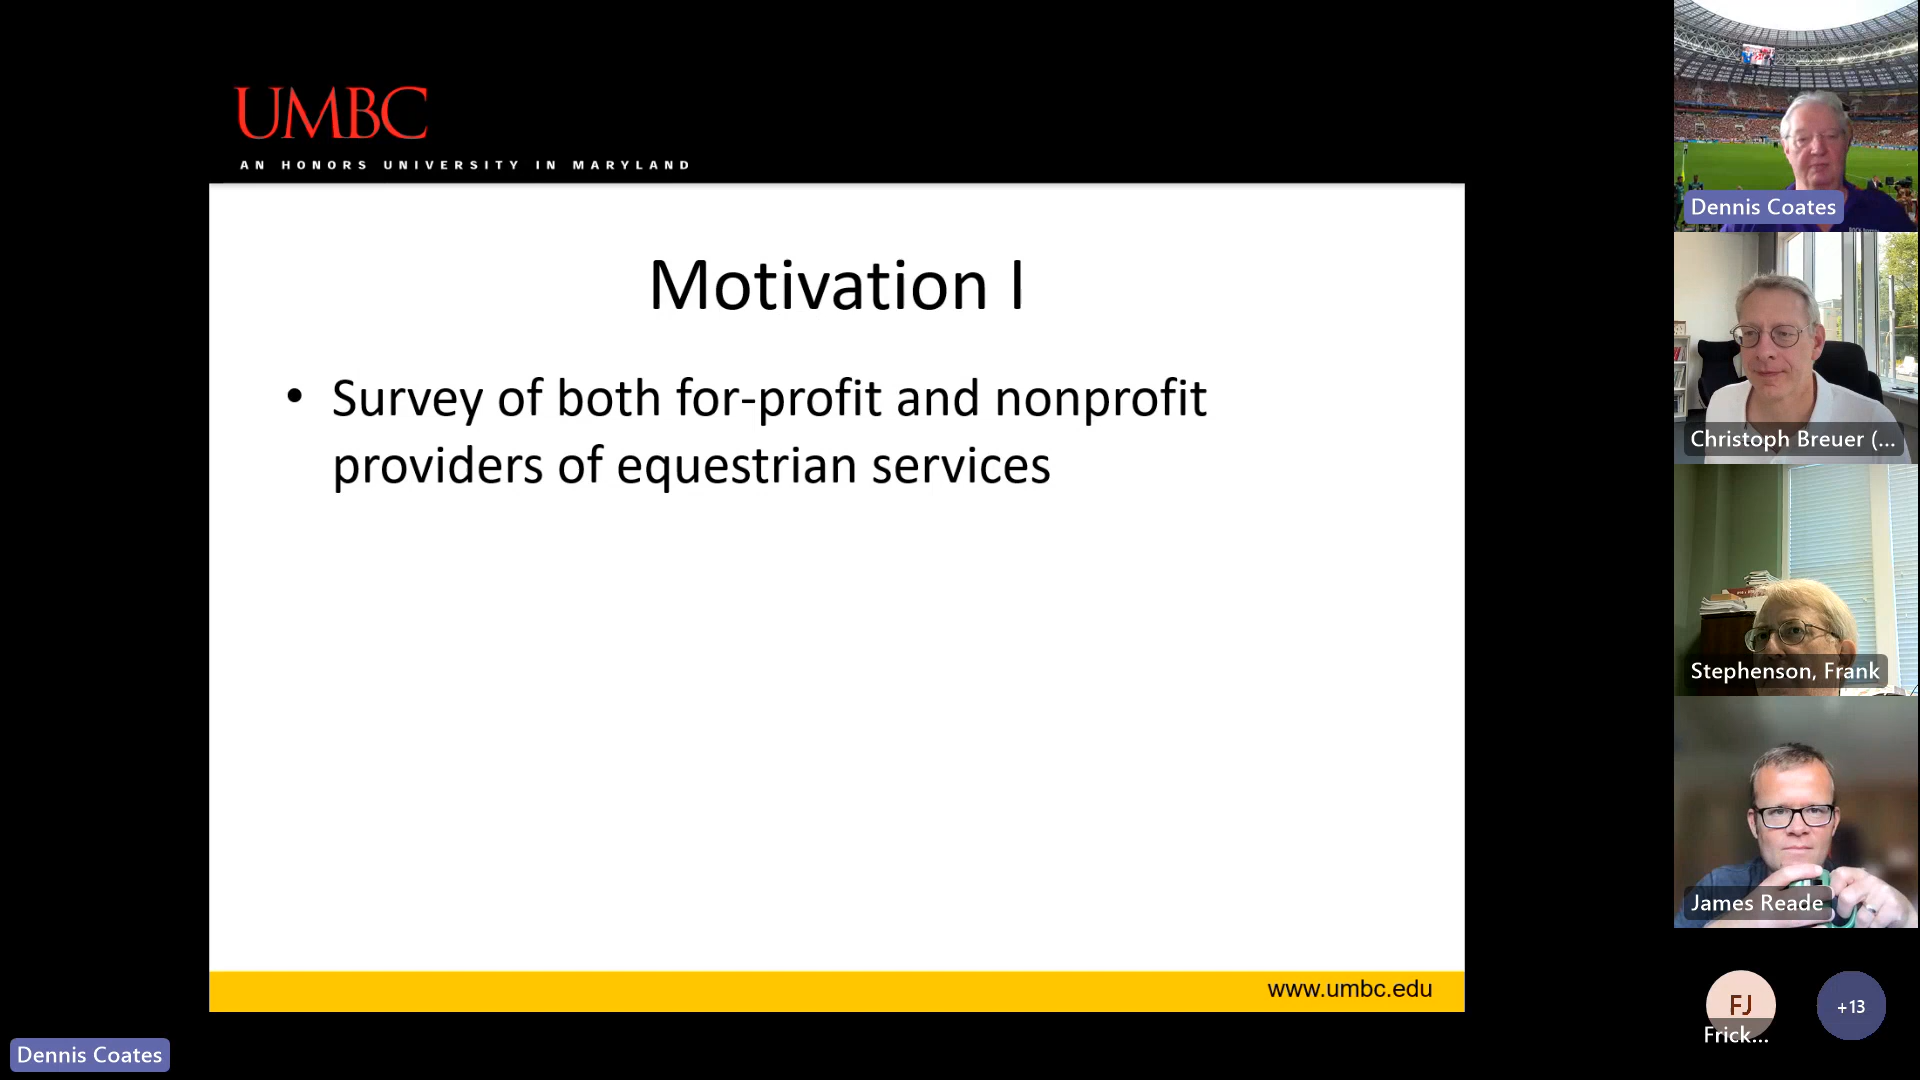 UMBC
AN HONORS UNIVERSITY IN MARYLAND
Motivation I
• Survey of both for-profit and nonprofit
providers of equestrian services
www.umbc.edu
Dennis Coates
Dennis Coates
Christoph Breuer (...
Stephenson, Frank
James Reade
FJ
Frick...
+13